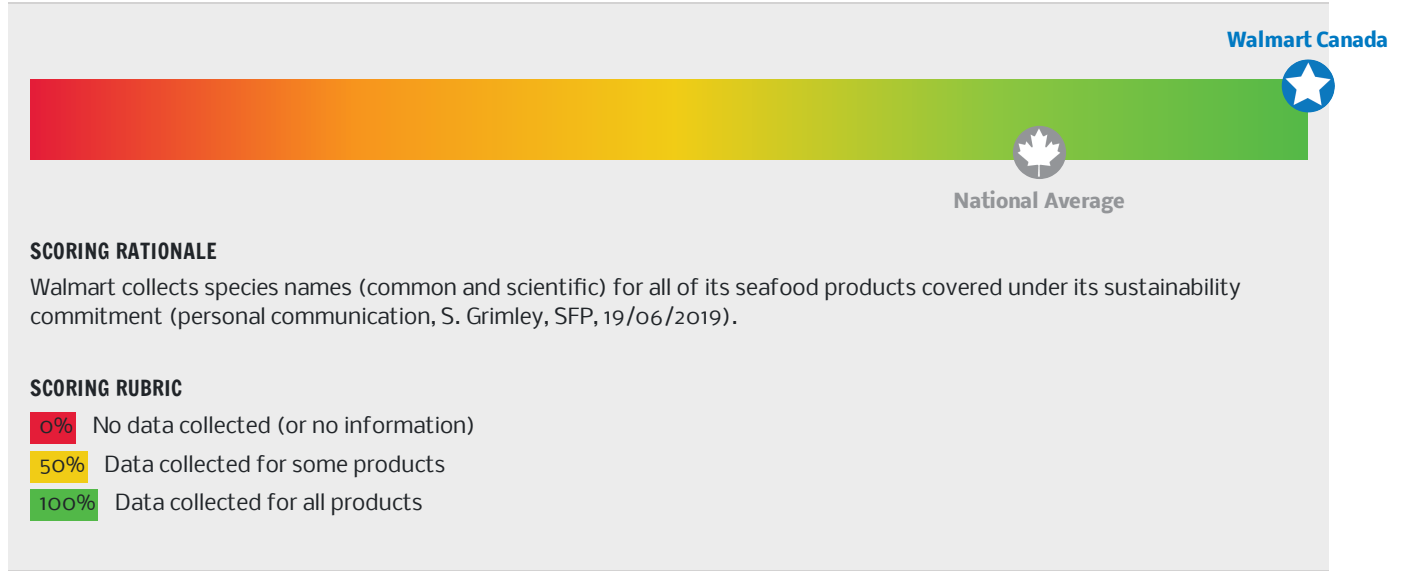 Walmart Canada
National Average
SCORING RATIONALE
Walmart collects species names (common and scientific) for all of its seafood products covered under its sustainability
commitment (personal communication, S. Grimley, SFP, 19/06/2019).
SCORING RUBRIC
0% No data collected (or no information)
50% Data collected for some products
100% Data collected for all products